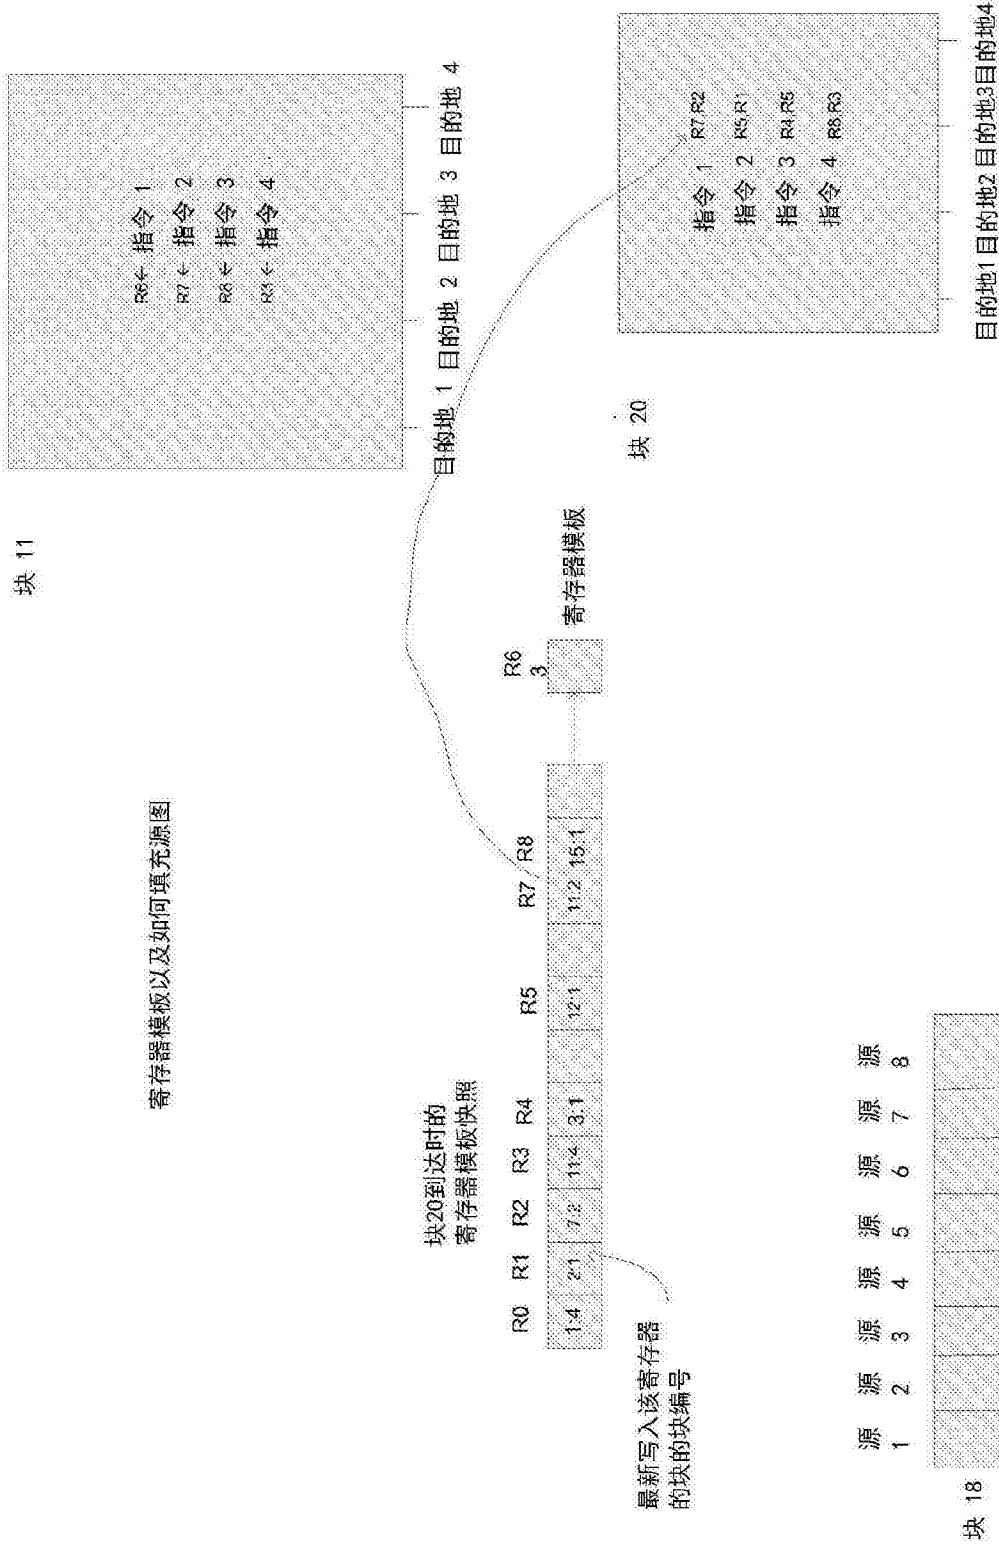 寄存器模板以及如何填充源图
块 11
R6← 指令 1
R7← 指令 2
R8← 指令 3
R3← 指令 4
目的地 1 目的地 2 目的地 3 目的地 4
块20到达时的
寄存器模板快照
R0 R1 R2 R3 R4 R5 R7 R8 R6
3
1:4 2:1 7:2 11:4 3:1 12:1 11:2 15:1
寄存器模板
最新写入该寄存器
的块的块编号
块 20
指令 1 R7,R2
指令 2 R5,R1
指令 3 R4,R5
指令 4 R8,R3
目的地1目的地2目的地3目的地4
源 源 源 源 源 源 源 源
1 2 3 4 5 6 7 8
块 18